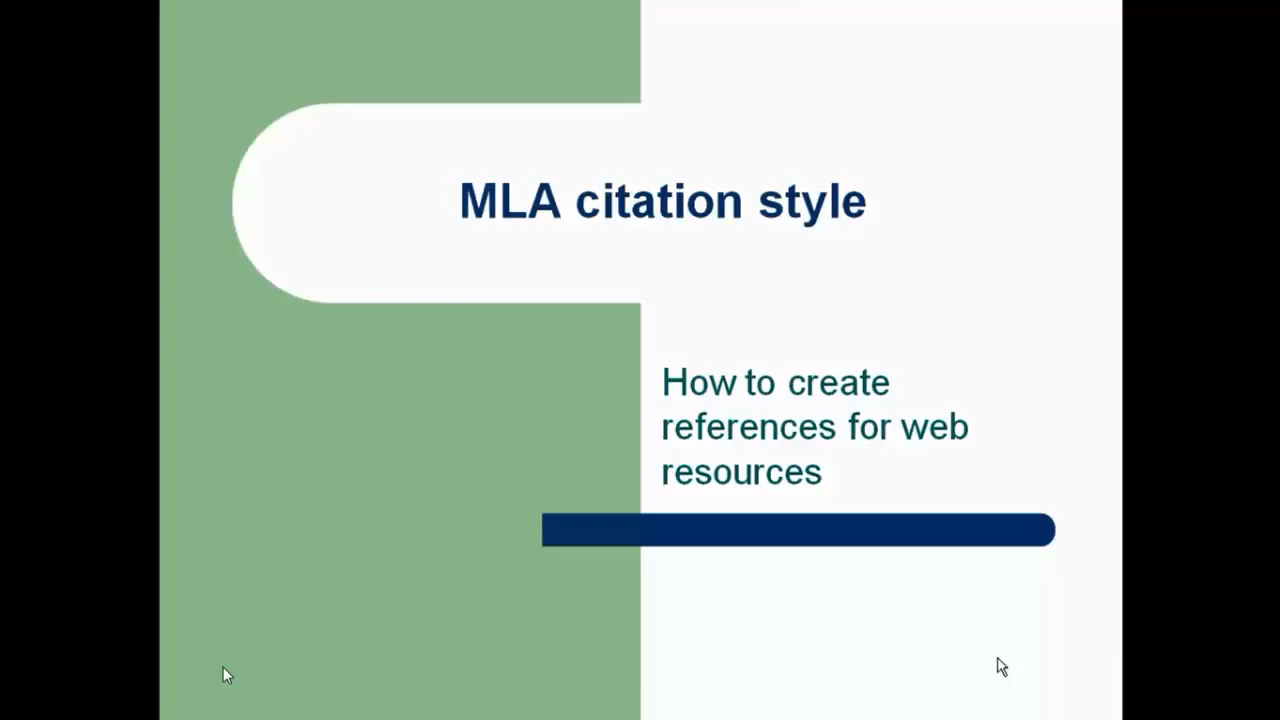 MLA citation style
How to create
references for web
resources